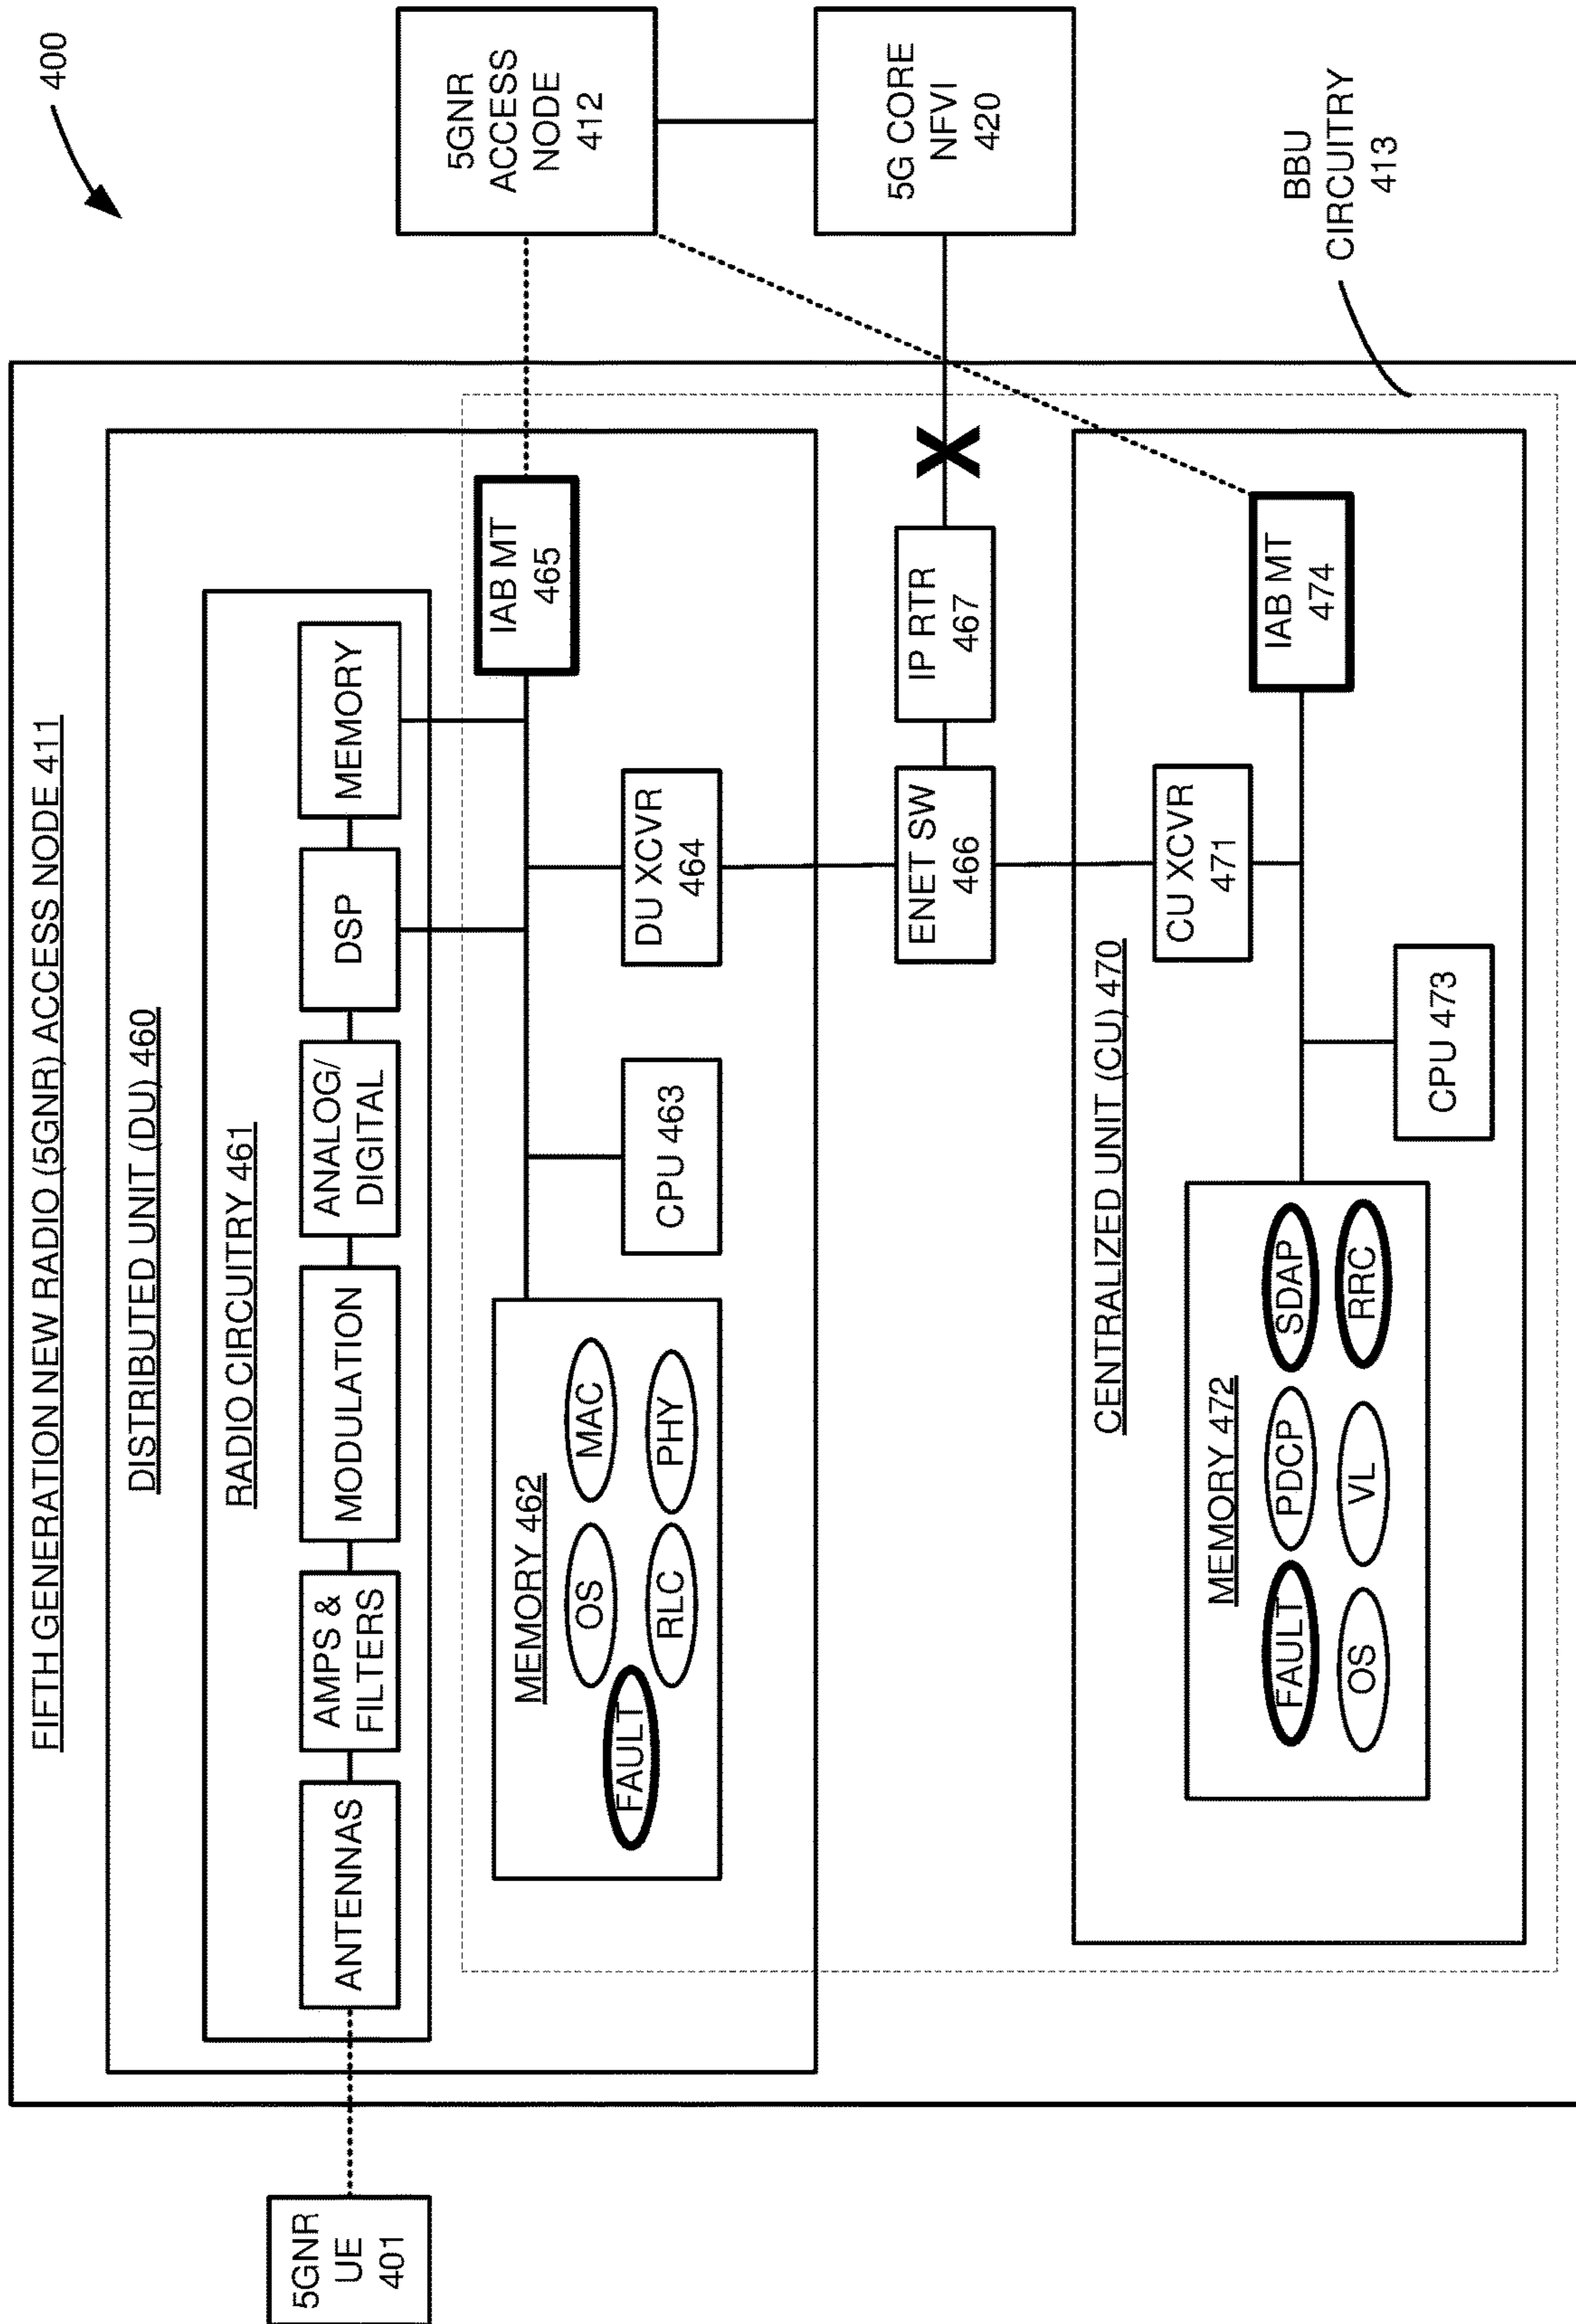 400
FIFTH GENERATION NEW RADIO (5GNR) ACCESS NODE 411
DISTRIBUTED UNIT (DU) 460
RADIO CIRCUITRY 461
ANTENNAS
AMPS &
FILTERS
MODULATION
ANALOG/
DIGITAL
DSP
MEMORY
5GNR
UE
401
MEMORY 462
FAULT
OS
MAC
RLC
PHY
CPU 463
DU XCVR
464
IAB MT
465
5GNR
ACCESS
NODE
412
ENET SW
466
IP RTR
467
X
5G CORE
NFVI
420
CENTRALIZED UNIT (CU) 470
CU XCVR
471
MEMORY 472
FAULT
PDCP
SDAP
OS
VL
RRC
CPU 473
IAB MT
474
BBU
CIRCUITRY
413